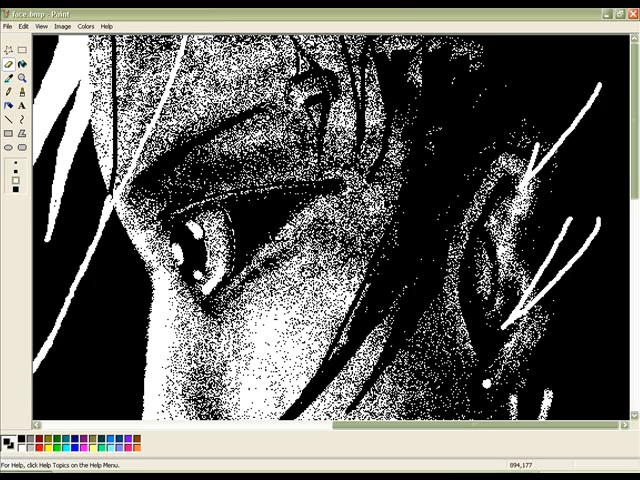 face.bmp - Paint
File Edit View Image Colors Help
A
For Help, click Help Topics on the Help Menu.
894,177